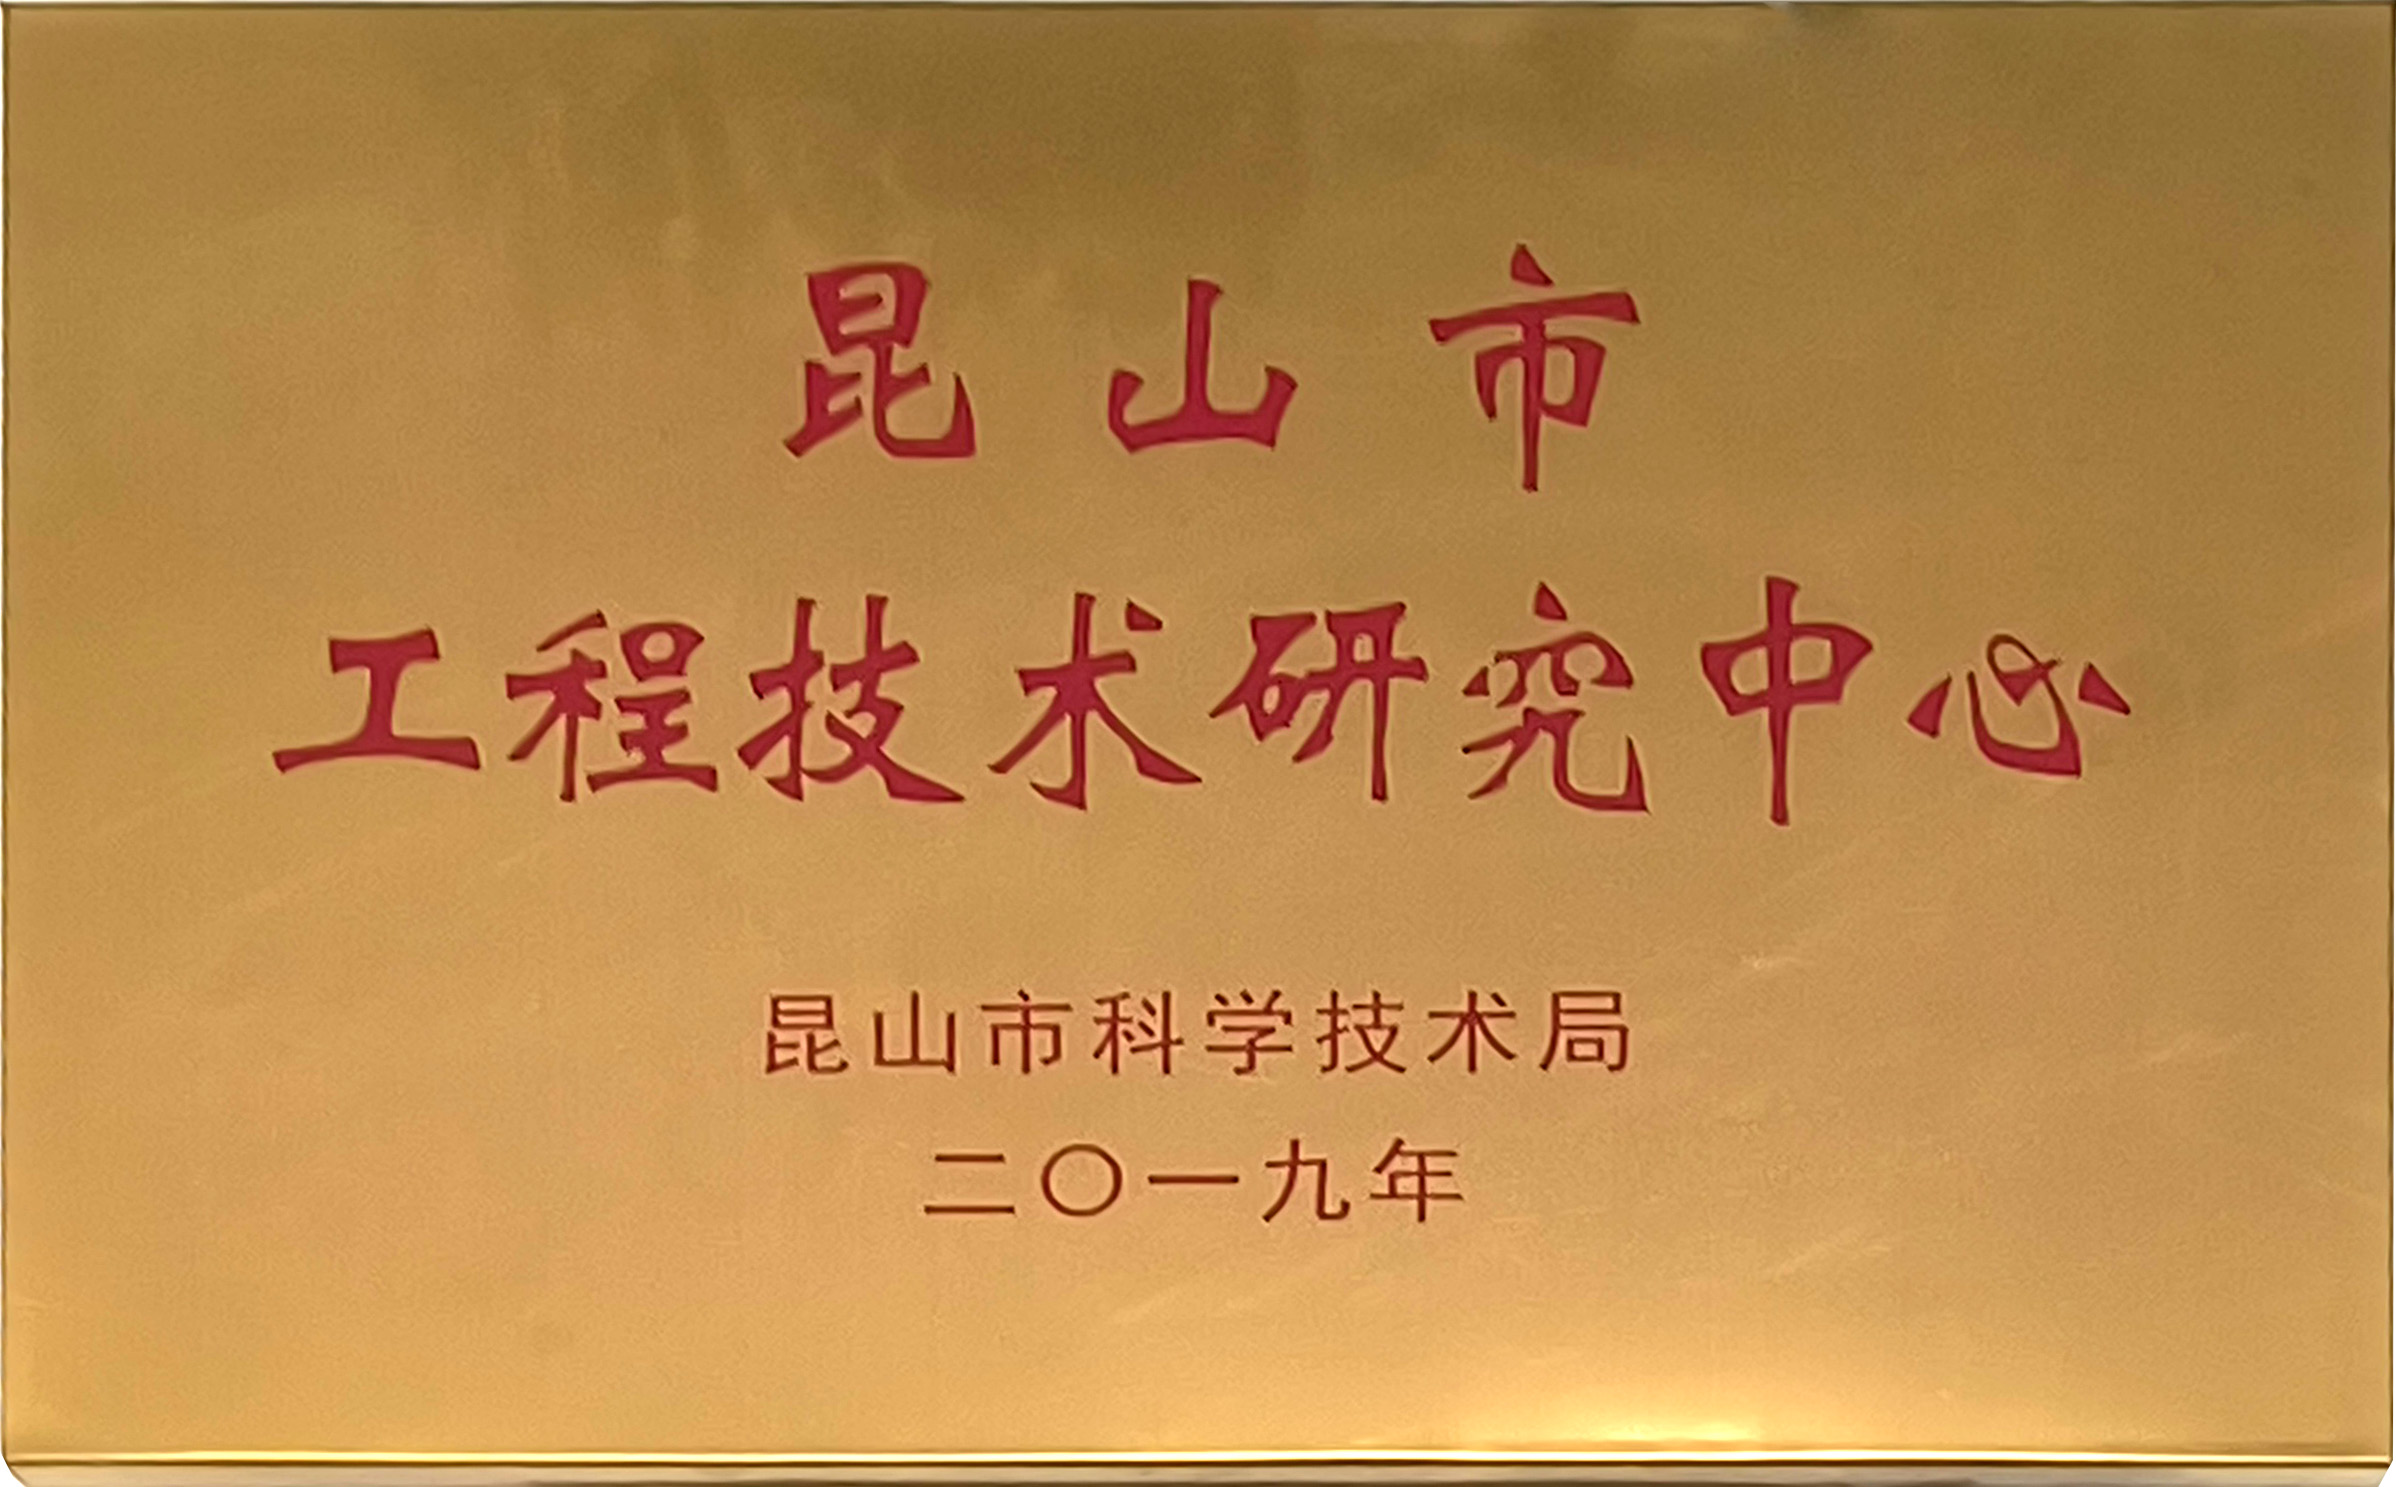 昆山市
工程技术研究中心
昆山市科学技术局
二〇一九年